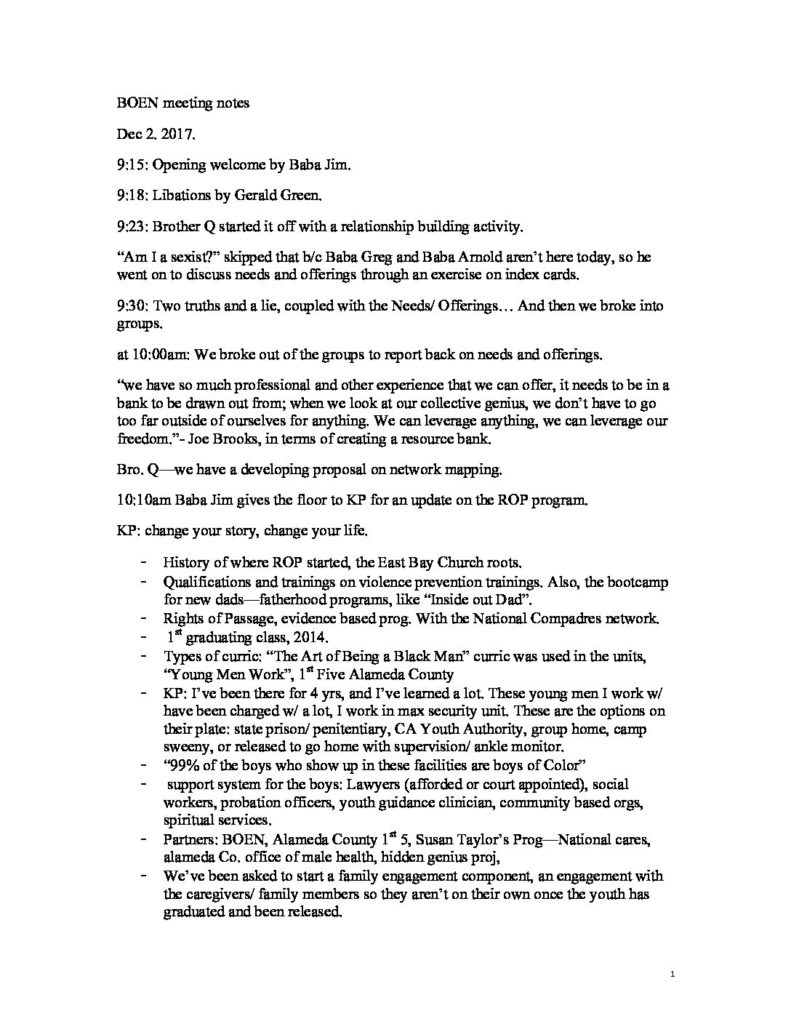 BOEN meeting notes
Dec 2, 2017.
9:15: Opening welcome by Baba Jim.
9:18: Libations by Gerald Green.
9:23: Brother Q started it off with a relationship building activity.
“Am I a sexist?” skipped that b/c Baba Greg and Baba Arnold aren’t here today, so he
went on to discuss needs and offerings through an exercise on index cards.
9:30: Two truths and a lie, coupled with the Needs/ Offerings… And then we broke into
groups.
at 10:00am: We broke out of the groups to report back on needs and offerings.
“we have so much professional and other experience that we can offer, it needs to be in a
bank to be drawn out from; when we look at our collective genius, we don’t have to go
too far outside of ourselves for anything. We can leverage anything, we can leverage our
freedom.”- Joe Brooks, in terms of creating a resource bank.
Bro. Q—we have a developing proposal on network mapping.
10:10am Baba Jim gives the floor to KP for an update on the ROP program.
KP: change your story, change your life.
- History of where ROP started, the East Bay Church roots.
- Qualifications and trainings on violence prevention trainings. Also, the bootcamp
for new dads—fatherhood programs, like “Inside out Dad”.
- Rights of Passage, evidence based prog. With the National Compadres network.
- 1st graduating class, 2014.
- Types of curric: “The Art of Being a Black Man” curric was used in the units,
“Young Men Work”, 1st Five Alameda County
- KP: I’ve been there for 4 yrs, and I’ve learned a lot. These young men I work w/
have been charged w/ a lot, I work in max security unit. These are the options on
their plate: state prison/ penitentiary, CA Youth Authority, group home, camp
sweeny, or released to go home with supervision/ ankle monitor.
- “99% of the boys who show up in these facilities are boys of Color”
- support system for the boys: Lawyers (afforded or court appointed), social
workers, probation officers, youth guidance clinician, community based orgs,
spiritual services.
- Partners: BOEN, Alameda County 1st 5, Susan Taylor’s Prog—National cares,
alameda Co. office of male health, hidden genius proj,
- We’ve been asked to start a family engagement component, an engagement with
the caregivers/ family members so they aren’t on their own once the youth has
graduated and been released.
1